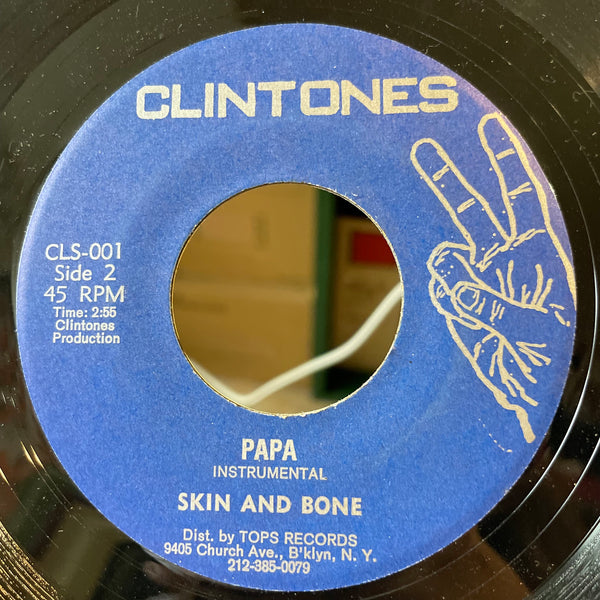 CLINTONES
CLS-001
Side 2
45 RPM
Time: 2:55
Clintones
Production
PAPA
INSTRUMENTAL
SKIN AND BONE
Dist. by TOPS RECORDS
9405 Church Ave., B'klyn, N. Y.
212-385-0079